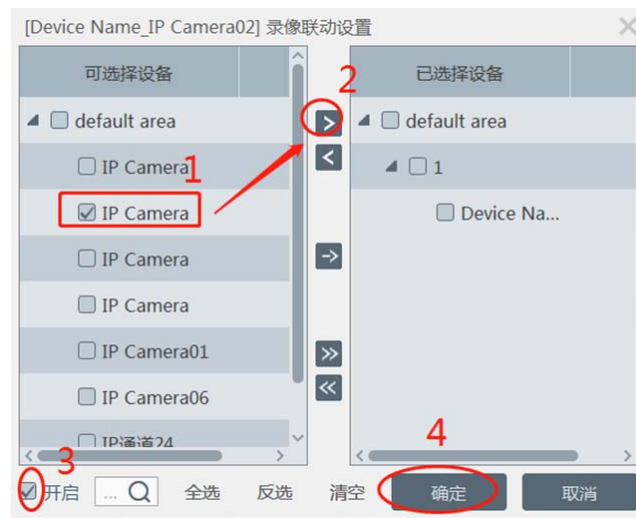 [Device Name_IP Camera02] 录像联动设置
可选择设备
已选择设备
2
default area
default area
IP Camera
1
1
IP Camera
Device Na...
IP Camera
IP Camera
IP Camera01
IP Camera06
IP通道24
3
4
开启
...
全选
反选
清空
确定
取消